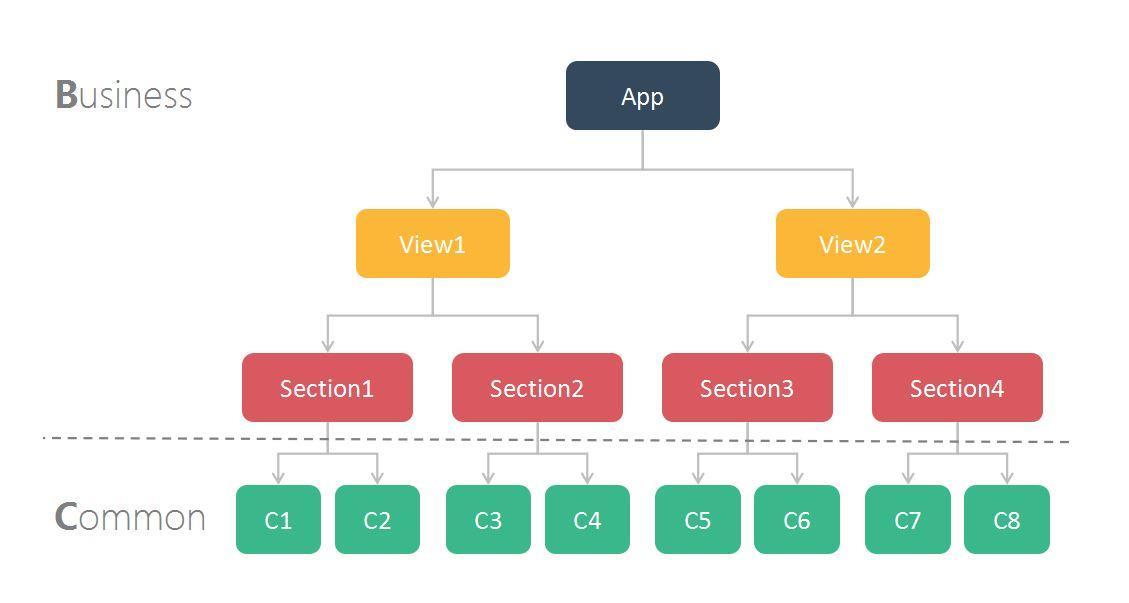 Business
App
View1
View2
Section1
Section2
Section3
Section4
Common
C1
C2
C3
C4
C5
C6
C7
C8